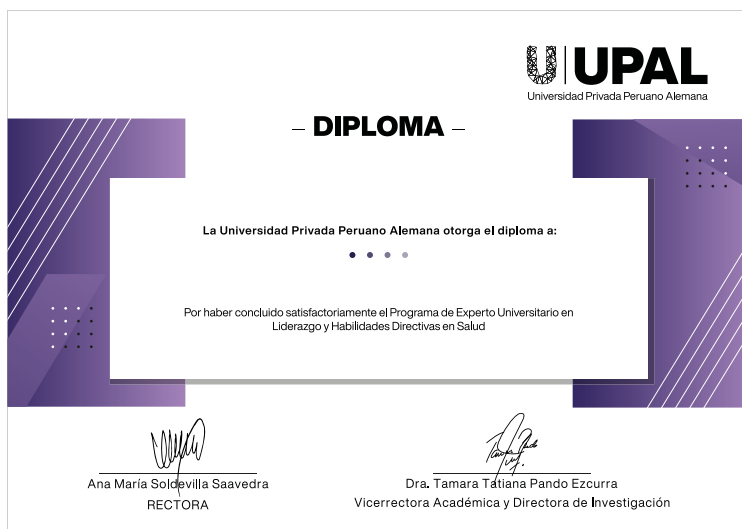 UPAL
Universidad Privada Peruano Alemana
– DIPLOMA –
La Universidad Privada Peruano Alemana otorga el diploma a:
Por haber concluido satisfactoriamente el Programa de Experto Universitario en
Liderazgo y Habilidades Directivas en Salud
Ana María Soldevilla Saavedra
RECTORA
Dra. Tamara Tatiana Pando Ezcurra
Vicerrectora Académica y Directora de Investigación